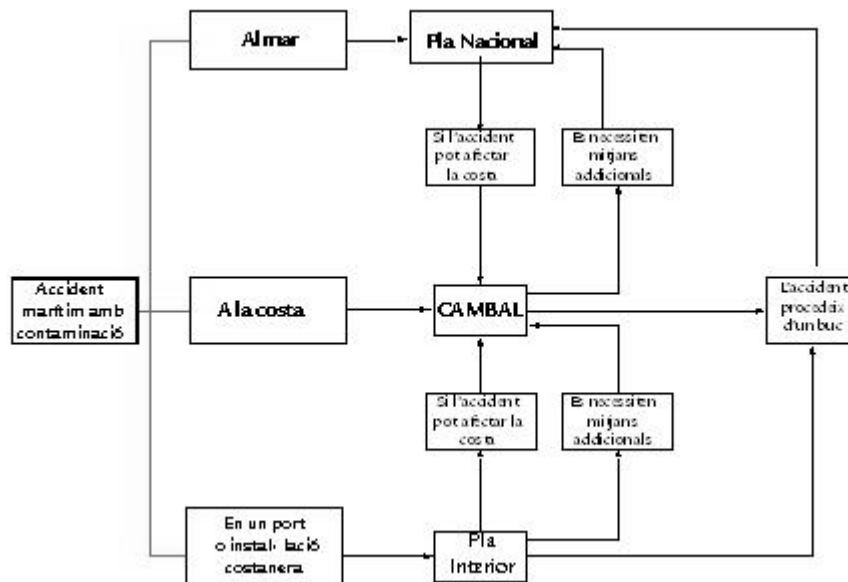 Al mar
Pla Nacional
Si l'accident
pot afectar
la costa
Es necessiten
mitjans
addicionals
Accident
marítim amb
contaminació
A la costa
CAMBAL
L'accident
procedeix
d'un buc
Si l'accident
pot afectar la
costa
Es necessiten
mitjans
addicionals
En un port
o instal·lació
costanera
Pla
Interior